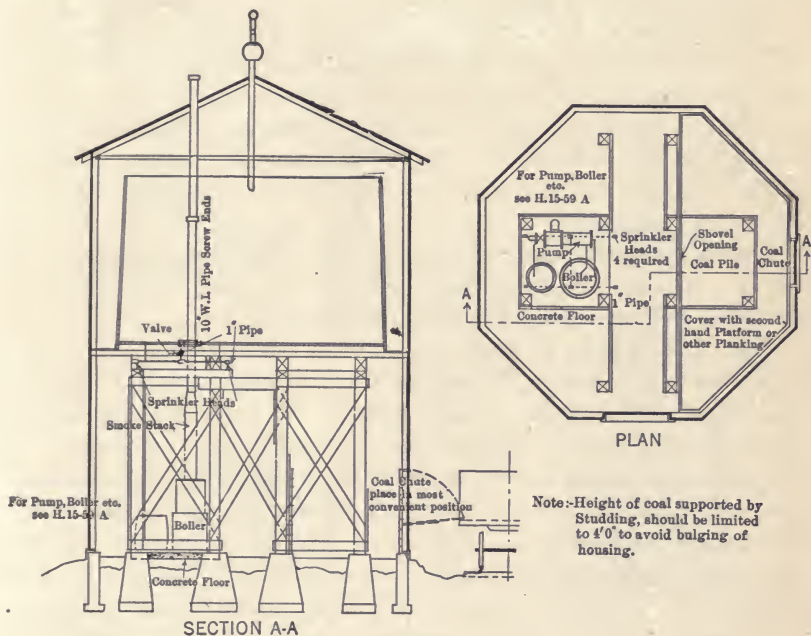 10"W.I. Pipe Screw Ends
Valve
1" Pipe
Sprinkler Heads
Smoke Stack
For Pump, Boiler etc.
see H.15-59 A
Boiler
Concrete Floor
Coal Chute
place in most
convenient position
SECTION A-A
For Pump, Boiler
etc.
see H.15-59 A
Pump
Boiler
Sprinkler
Heads
4 required
1" Pipe
Concrete Floor
Shovel
Opening
Coal Pile
Coal
Chute
A
A
Cover with second
hand Platform or
other Planking
PLAN
Note:-Height of coal supported by
Studding, should be limited
to 4'0" to avoid bulging of
housing.